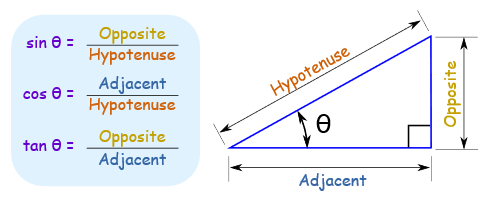 sin θ = Opposite
Hypotenuse
cos θ = Adjacent
Hypotenuse
tan θ = Opposite
Adjacent
Hypotenuse
θ
Opposite
Adjacent